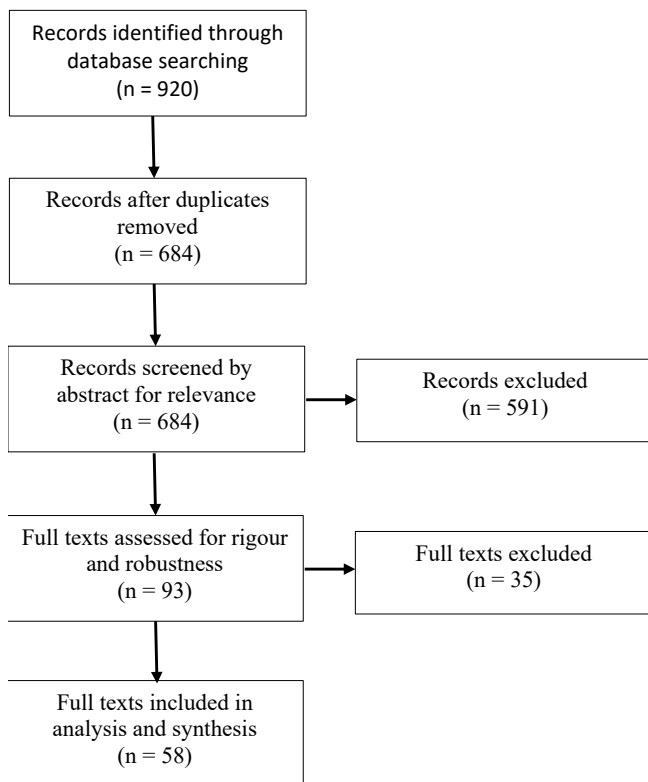 Records identified through
database searching
(n = 920)
Records after duplicates
removed
(n = 684)
Records screened by
abstract for relevance
(n = 684)
Records excluded
(n = 591)
Full texts assessed for rigour
and robustness
(n = 93)
Full texts excluded
(n = 35)
Full texts included in
analysis and synthesis
(n = 58)